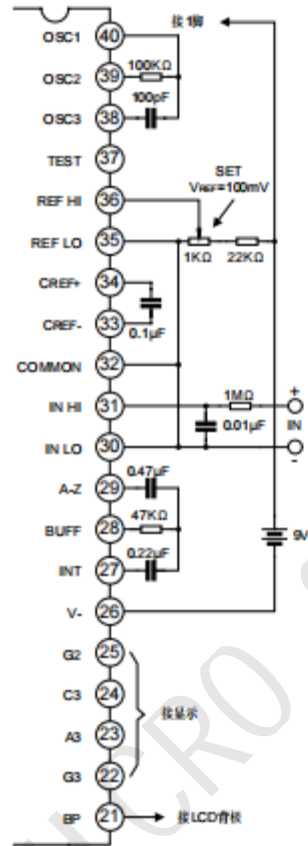 接1脚
OSC1 40
OSC2 39 100KΩ
100pF
OSC3 38
TEST 37
SET
VREF=100mV
REF HI 36
REF LO 35
1KΩ 22KΩ
CREF+ 34
CREF- 33
0.1μF
COMMON 32
1MΩ +
IN HI 31
0.01μF IN
IN LO 30 -
0.47μF
A-Z 29
47KΩ
BUFF 28
9V
0.22μF
INT 27
V- 26
G2 25
C3 24
接显示
A3 23
G3 22
BP 21 接LCD背极